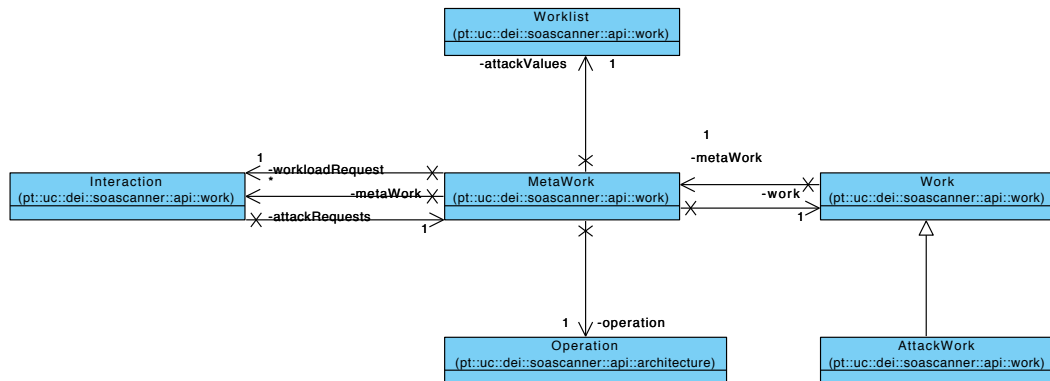 Worklist
(pt::uc::dei::soascanner::api::work)
-attackValues 1
1
-metaWork
1
-workloadRequest
*
-metaWork
-attackRequests
1
Interaction
(pt::uc::dei::soascanner::api::work)
MetaWork
(pt::uc::dei::soascanner::api::work)
-work
1
Work
(pt::uc::dei::soascanner::api::work)
1 -operation
Operation
(pt::uc::dei::soascanner::api::architecture)
AttackWork
(pt::uc::dei::soascanner::api::work)